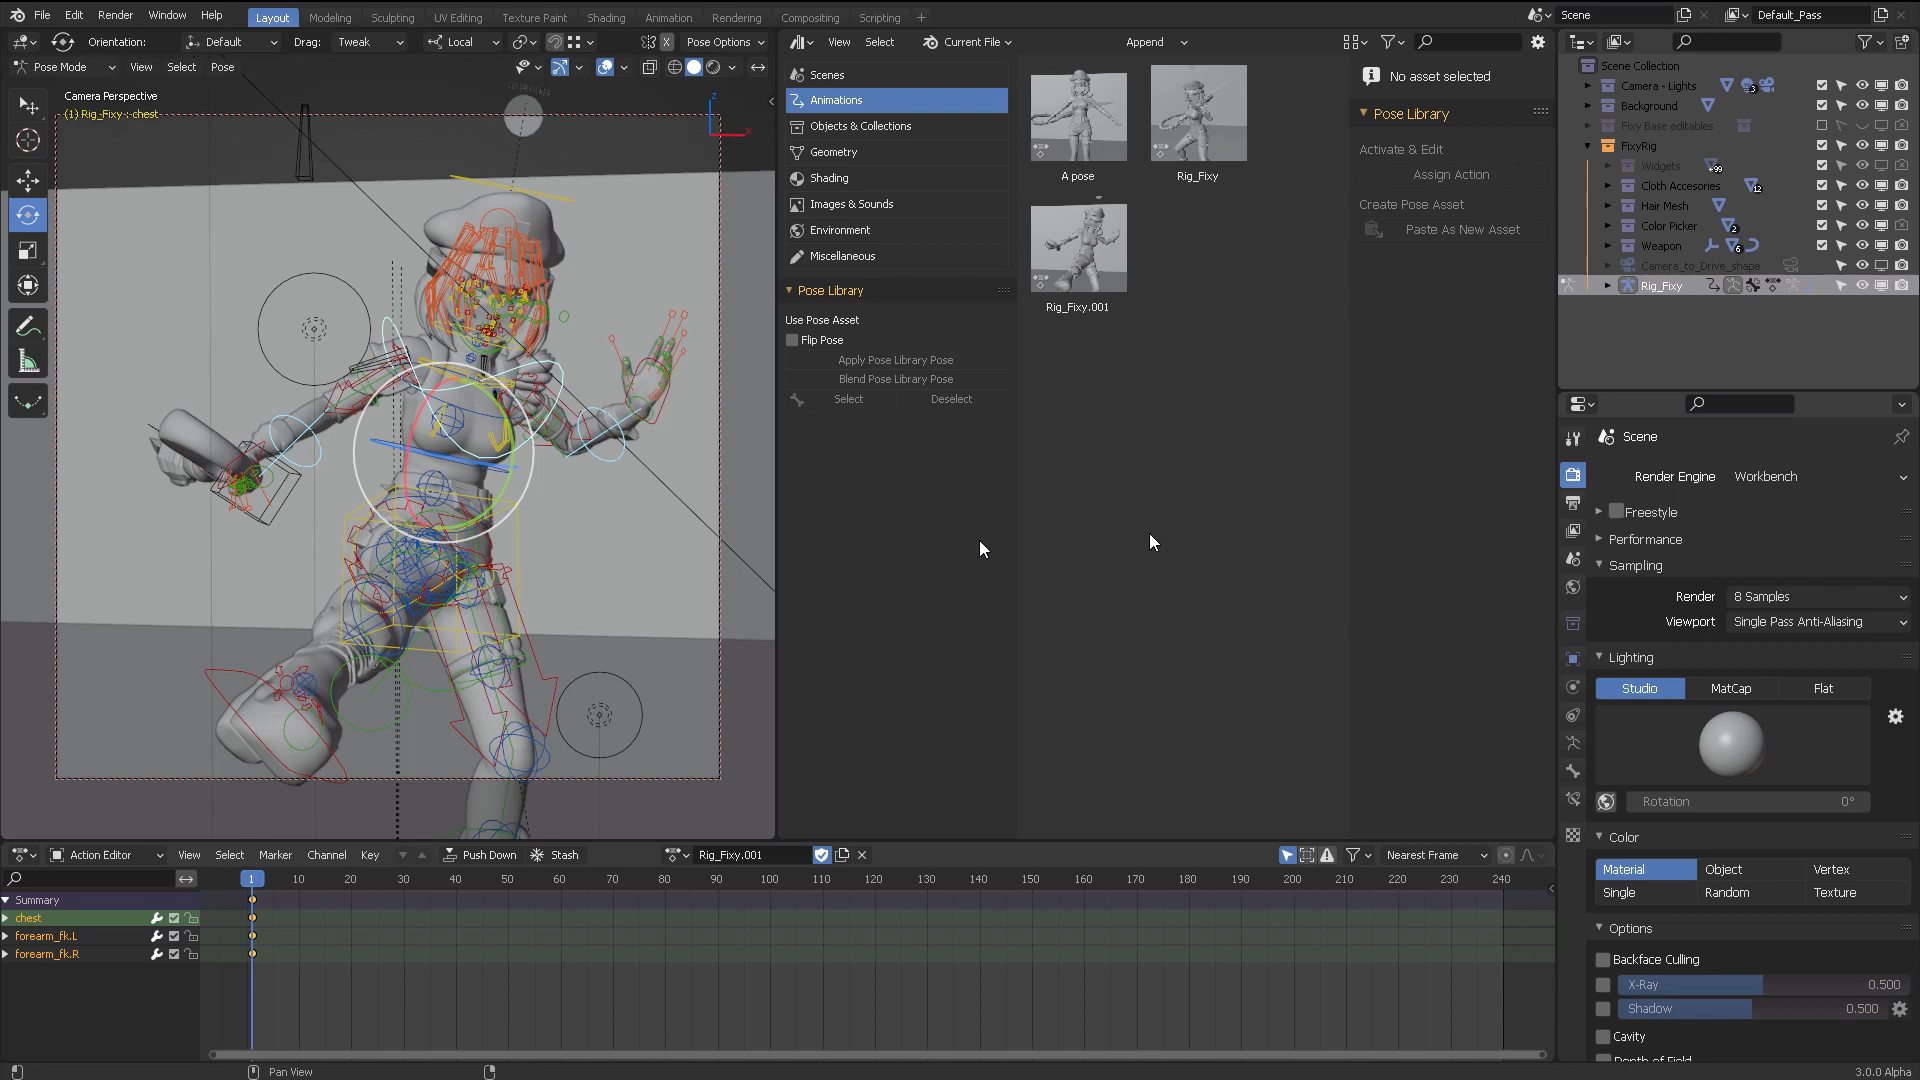 File Edit Render Window Help Layout Modeling Sculpting UV Editing Texture Paint Shading Animation Rendering Compositing Scripting + Scene Default_Pass
Orientation: Default Drag: Tweak Local X Pose Options
Pose Mode View Select Pose
Camera Perspective
(1) Rig_Fixy : chest
Z
X
View Select Current File Append
Scenes
Animations
Objects & Collections
Geometry
Shading
Images & Sounds
Environment
Miscellaneous
Pose Library
Use Pose Asset
Flip Pose
Apply Pose Library Pose
Blend Pose Library Pose
Select Deselect
A pose
Rig_Fixy
Rig_Fixy.001
No asset selected
Pose Library
Activate & Edit
Assign Action
Create Pose Asset
Paste As New Asset
Scene Collection
Camera - Lights 3
Background
Fixy Base editables
FixyRig
Widgets +99
Cloth Accesories 12
Hair Mesh
Color Picker 2
Weapon 6
Camera_to_Drive_shape
Rig_Fixy
Scene
Render Engine Workbench
Freestyle
Performance
Sampling
Render 8 Samples
Viewport Single Pass Anti-Aliasing
Lighting
Studio MatCap Flat
Rotation 0°
Color
Material Object Vertex
Single Random Texture
Options
Backface Culling
X-Ray 0.500
Shadow 0.500
Cavity
Depth of Field
Action Editor View Select Marker Channel Key Push Down Stash Rig_Fixy.001 Nearest Frame
1 10 20 30 40 50 60 70 80 90 100 110 120 130 140 150 160 170 180 190 200 210 220 230 240
Summary
chest
forearm_fk.L
forearm_fk.R
Pan View
3.0.0 Alpha